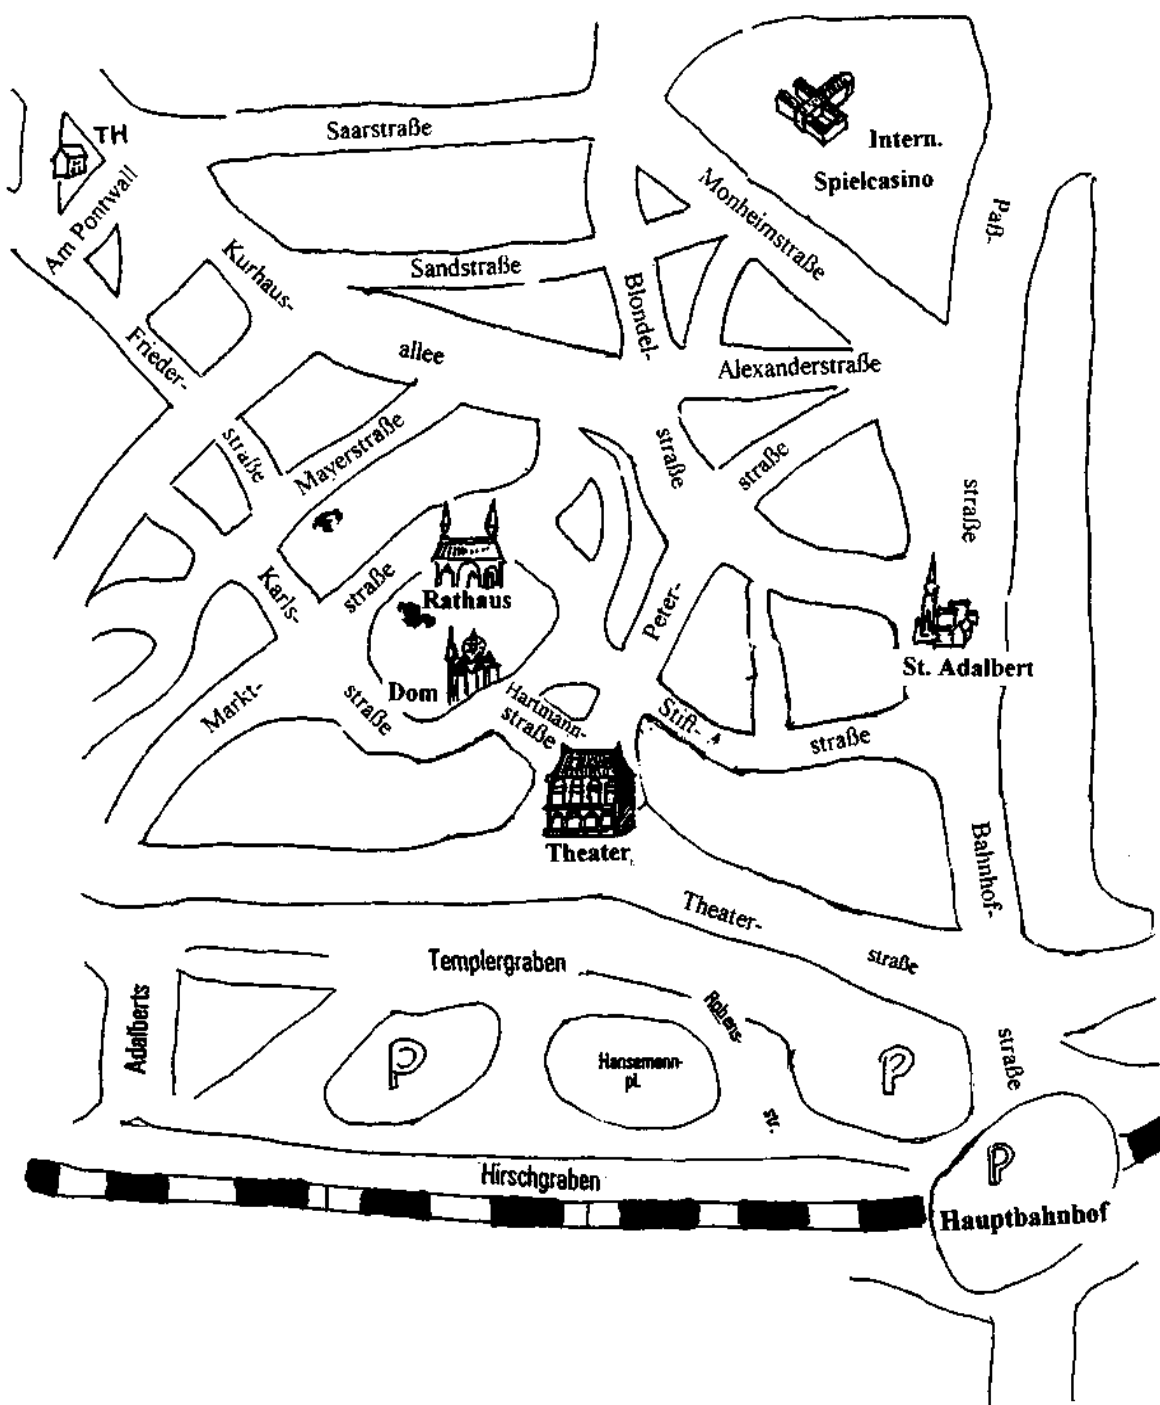 TH
Saarstraße
Intern.
Spielcasino
Am Pontwall
Monheimstraße
Paß-
Kurhaus-
Sandstraße
Blondel-
Frieder-
allee
Alexanderstraße
straße
Mayerstraße
straße
straße
straße
Karls-
straße
Rathaus
Peter-
St. Adalbert
Dom
Markt-
straße
Hartmann-
straße
Stift-
straße
Theater
Bahnhof-
Theater-
straße
Templergraben
Adalberts
Rabens-
straße
P
Hansemann-
pl.
P
str.
P
Hirschgraben
Hauptbahnhof